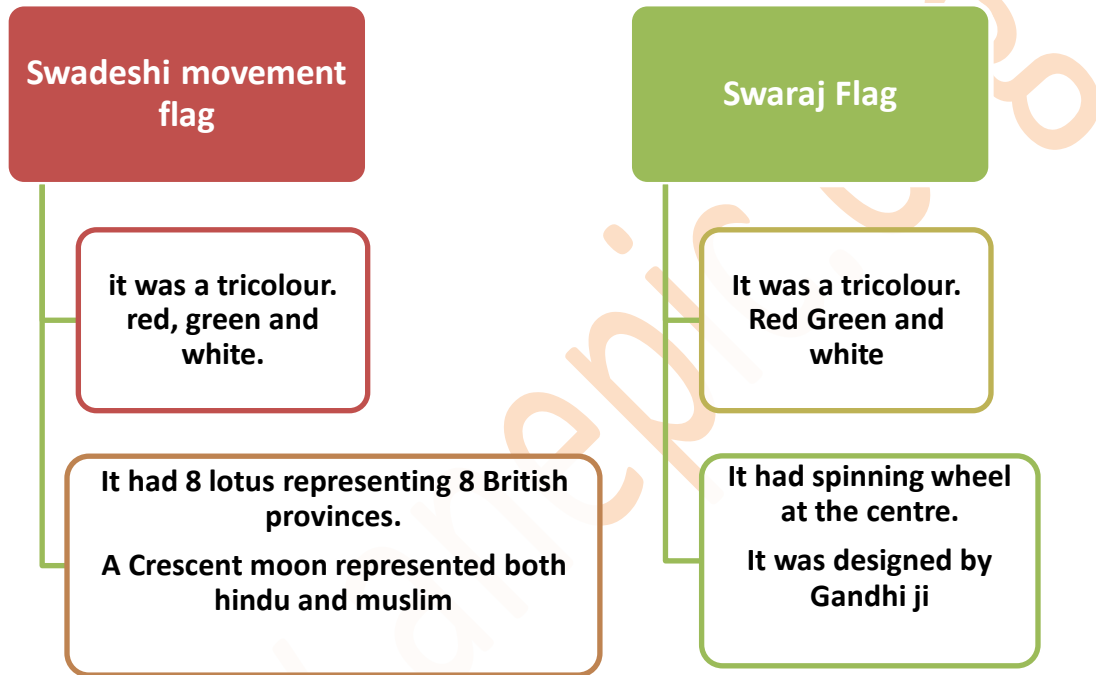 Swadeshi movement
flag
it was a tricolour.
red, green and
white.
It had 8 lotus representing 8 British
provinces.
A Crescent moon represented both
hindu and muslim
Swaraj Flag
It was a tricolour.
Red Green and
white
It had spinning wheel
at the centre.
It was designed by
Gandhi ji